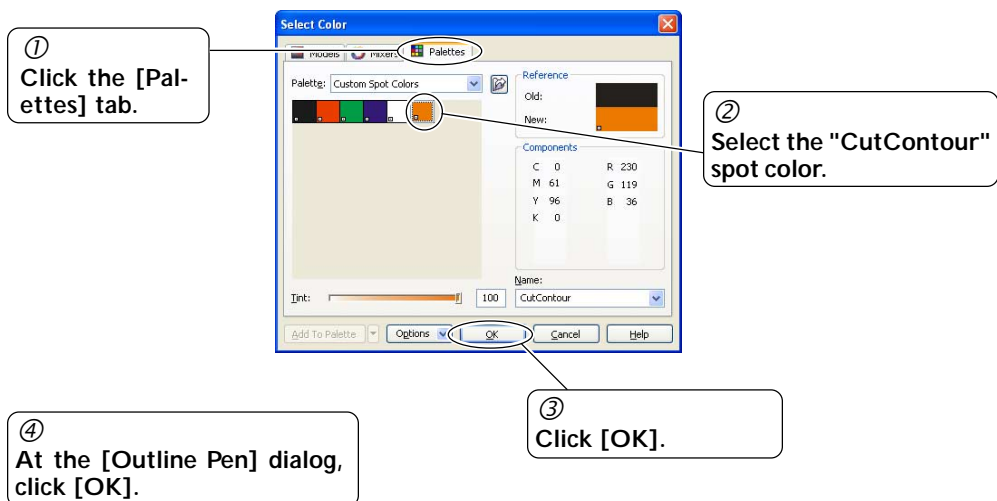 Select Color
①
Click the [Pal-
ettes] tab.
Models Mixers Palettes
Palette: Custom Spot Colors
Reference
Old:
New:
②
Select the "CutContour"
spot color.
Components
C 0 R 230
M 61 G 119
Y 96 B 36
K 0
Name:
Tint: 100 CutContour
Add To Palette Options OK Cancel Help
③
Click [OK].
④
At the [Outline Pen] dialog,
click [OK].